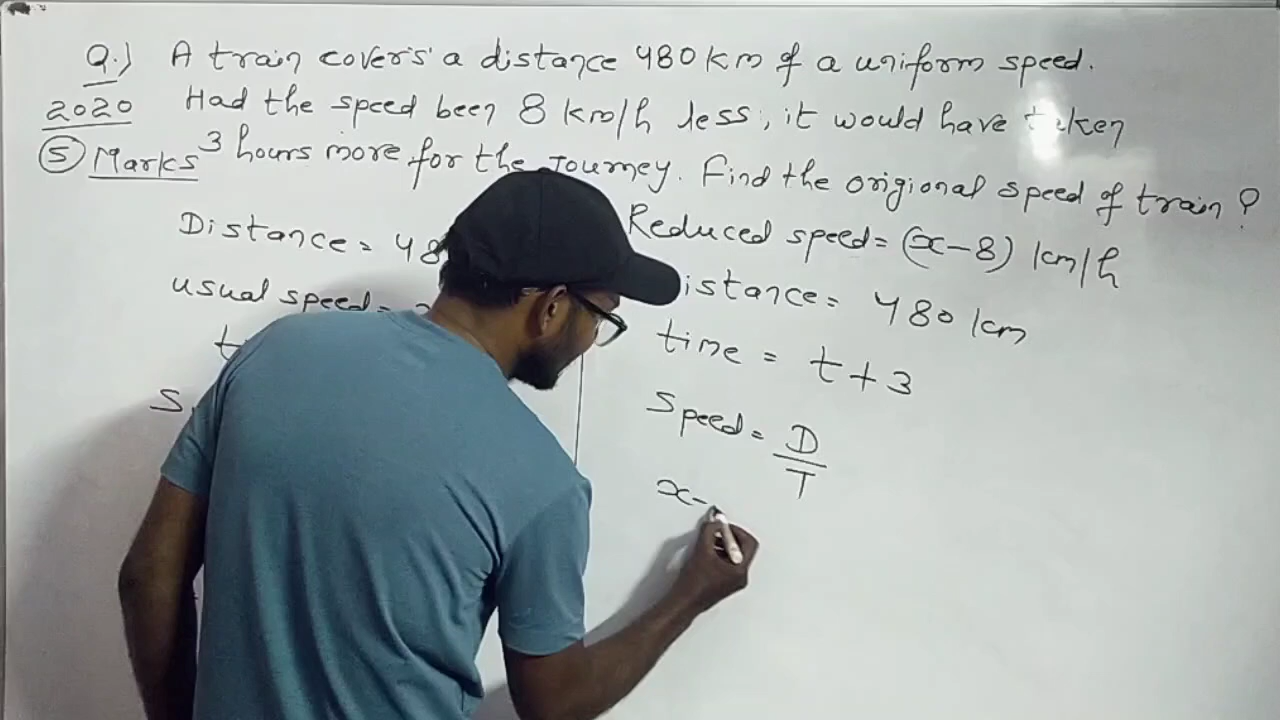 Q.) A train cover's a distance 480 km of a uniform speed.
2020 Had the speed been 8 km/h less, it would have taken
5 Marks 3 hours more for the Journey. Find the origional speed of train ?
Distance = 48
usual speed =
t
S
Reduced speed = (x-8) km/h
istance = 480 km
time = t+3
Speed = D
T
x-